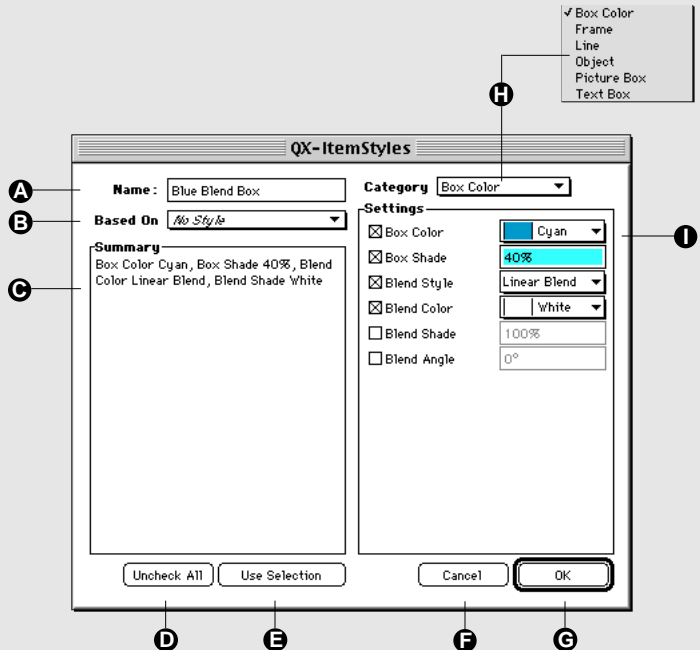 ✓ Box Color
Frame
Line
Object
Picture Box
Text Box
H
QX-ItemStyles
A
Name: Blue Blend Box
Category Box Color
B
Based On No Style
Settings
I
Summary
Box Color Cyan, Box Shade 40%, Blend
Color Linear Blend, Blend Shade White
C
Box Color Cyan
Box Shade 40%
Blend Style Linear Blend
Blend Color White
Blend Shade 100%
Blend Angle 0°
Uncheck All
Use Selection
Cancel
OK
D
E
F
G